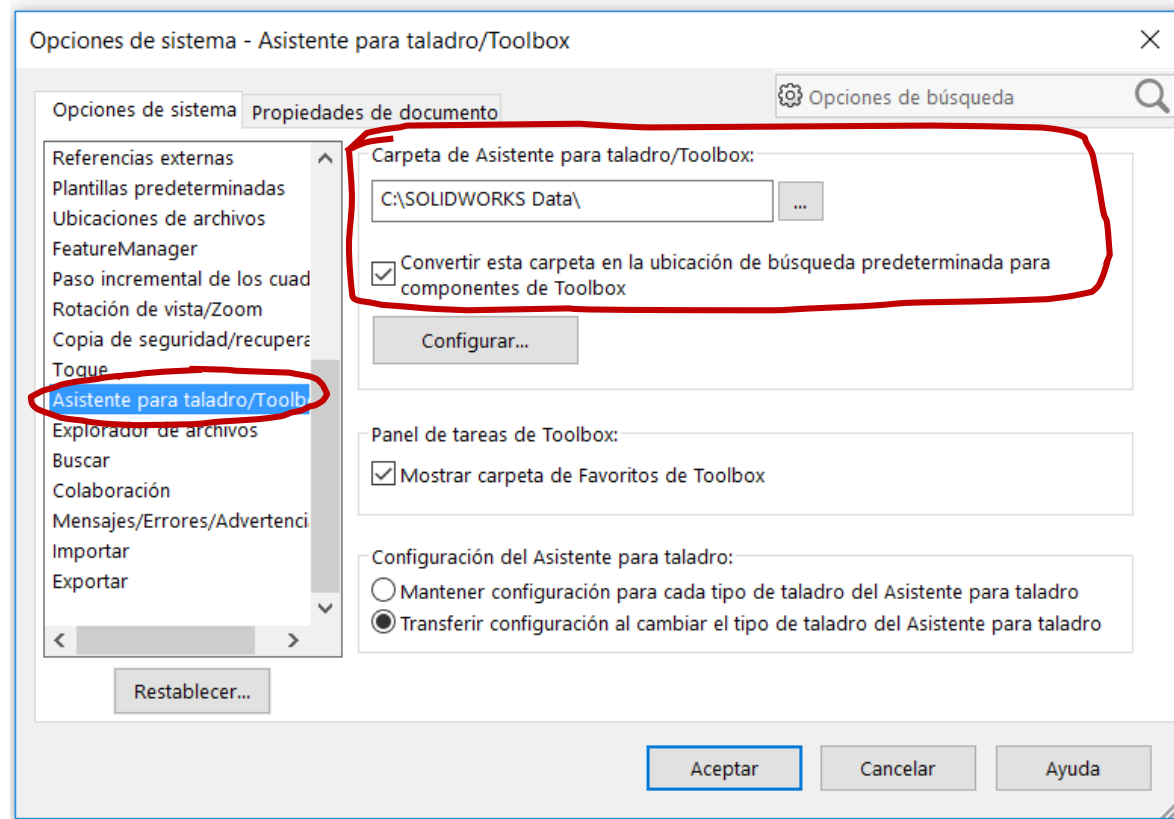 Opciones de sistema - Asistente para taladro/Toolbox
Opciones de búsqueda
Opciones de sistema
Propiedades de documento
Referencias externas
Plantillas predeterminadas
Ubicaciones de archivos
FeatureManager
Paso incremental de los cuad
Rotación de vista/Zoom
Copia de seguridad/recupera
Toque
Asistente para taladro/Toolb
Explorador de archivos
Buscar
Colaboración
Mensajes/Errores/Advertenci
Importar
Exportar
Restablecer...
Carpeta de Asistente para taladro/Toolbox:
C:\SOLIDWORKS Data\
...
Convertir esta carpeta en la ubicación de búsqueda predeterminada para
componentes de Toolbox
Configurar...
Panel de tareas de Toolbox:
Mostrar carpeta de Favoritos de Toolbox
Configuración del Asistente para taladro:
Mantener configuración para cada tipo de taladro del Asistente para taladro
Transferir configuración al cambiar el tipo de taladro del Asistente para taladro
Aceptar
Cancelar
Ayuda